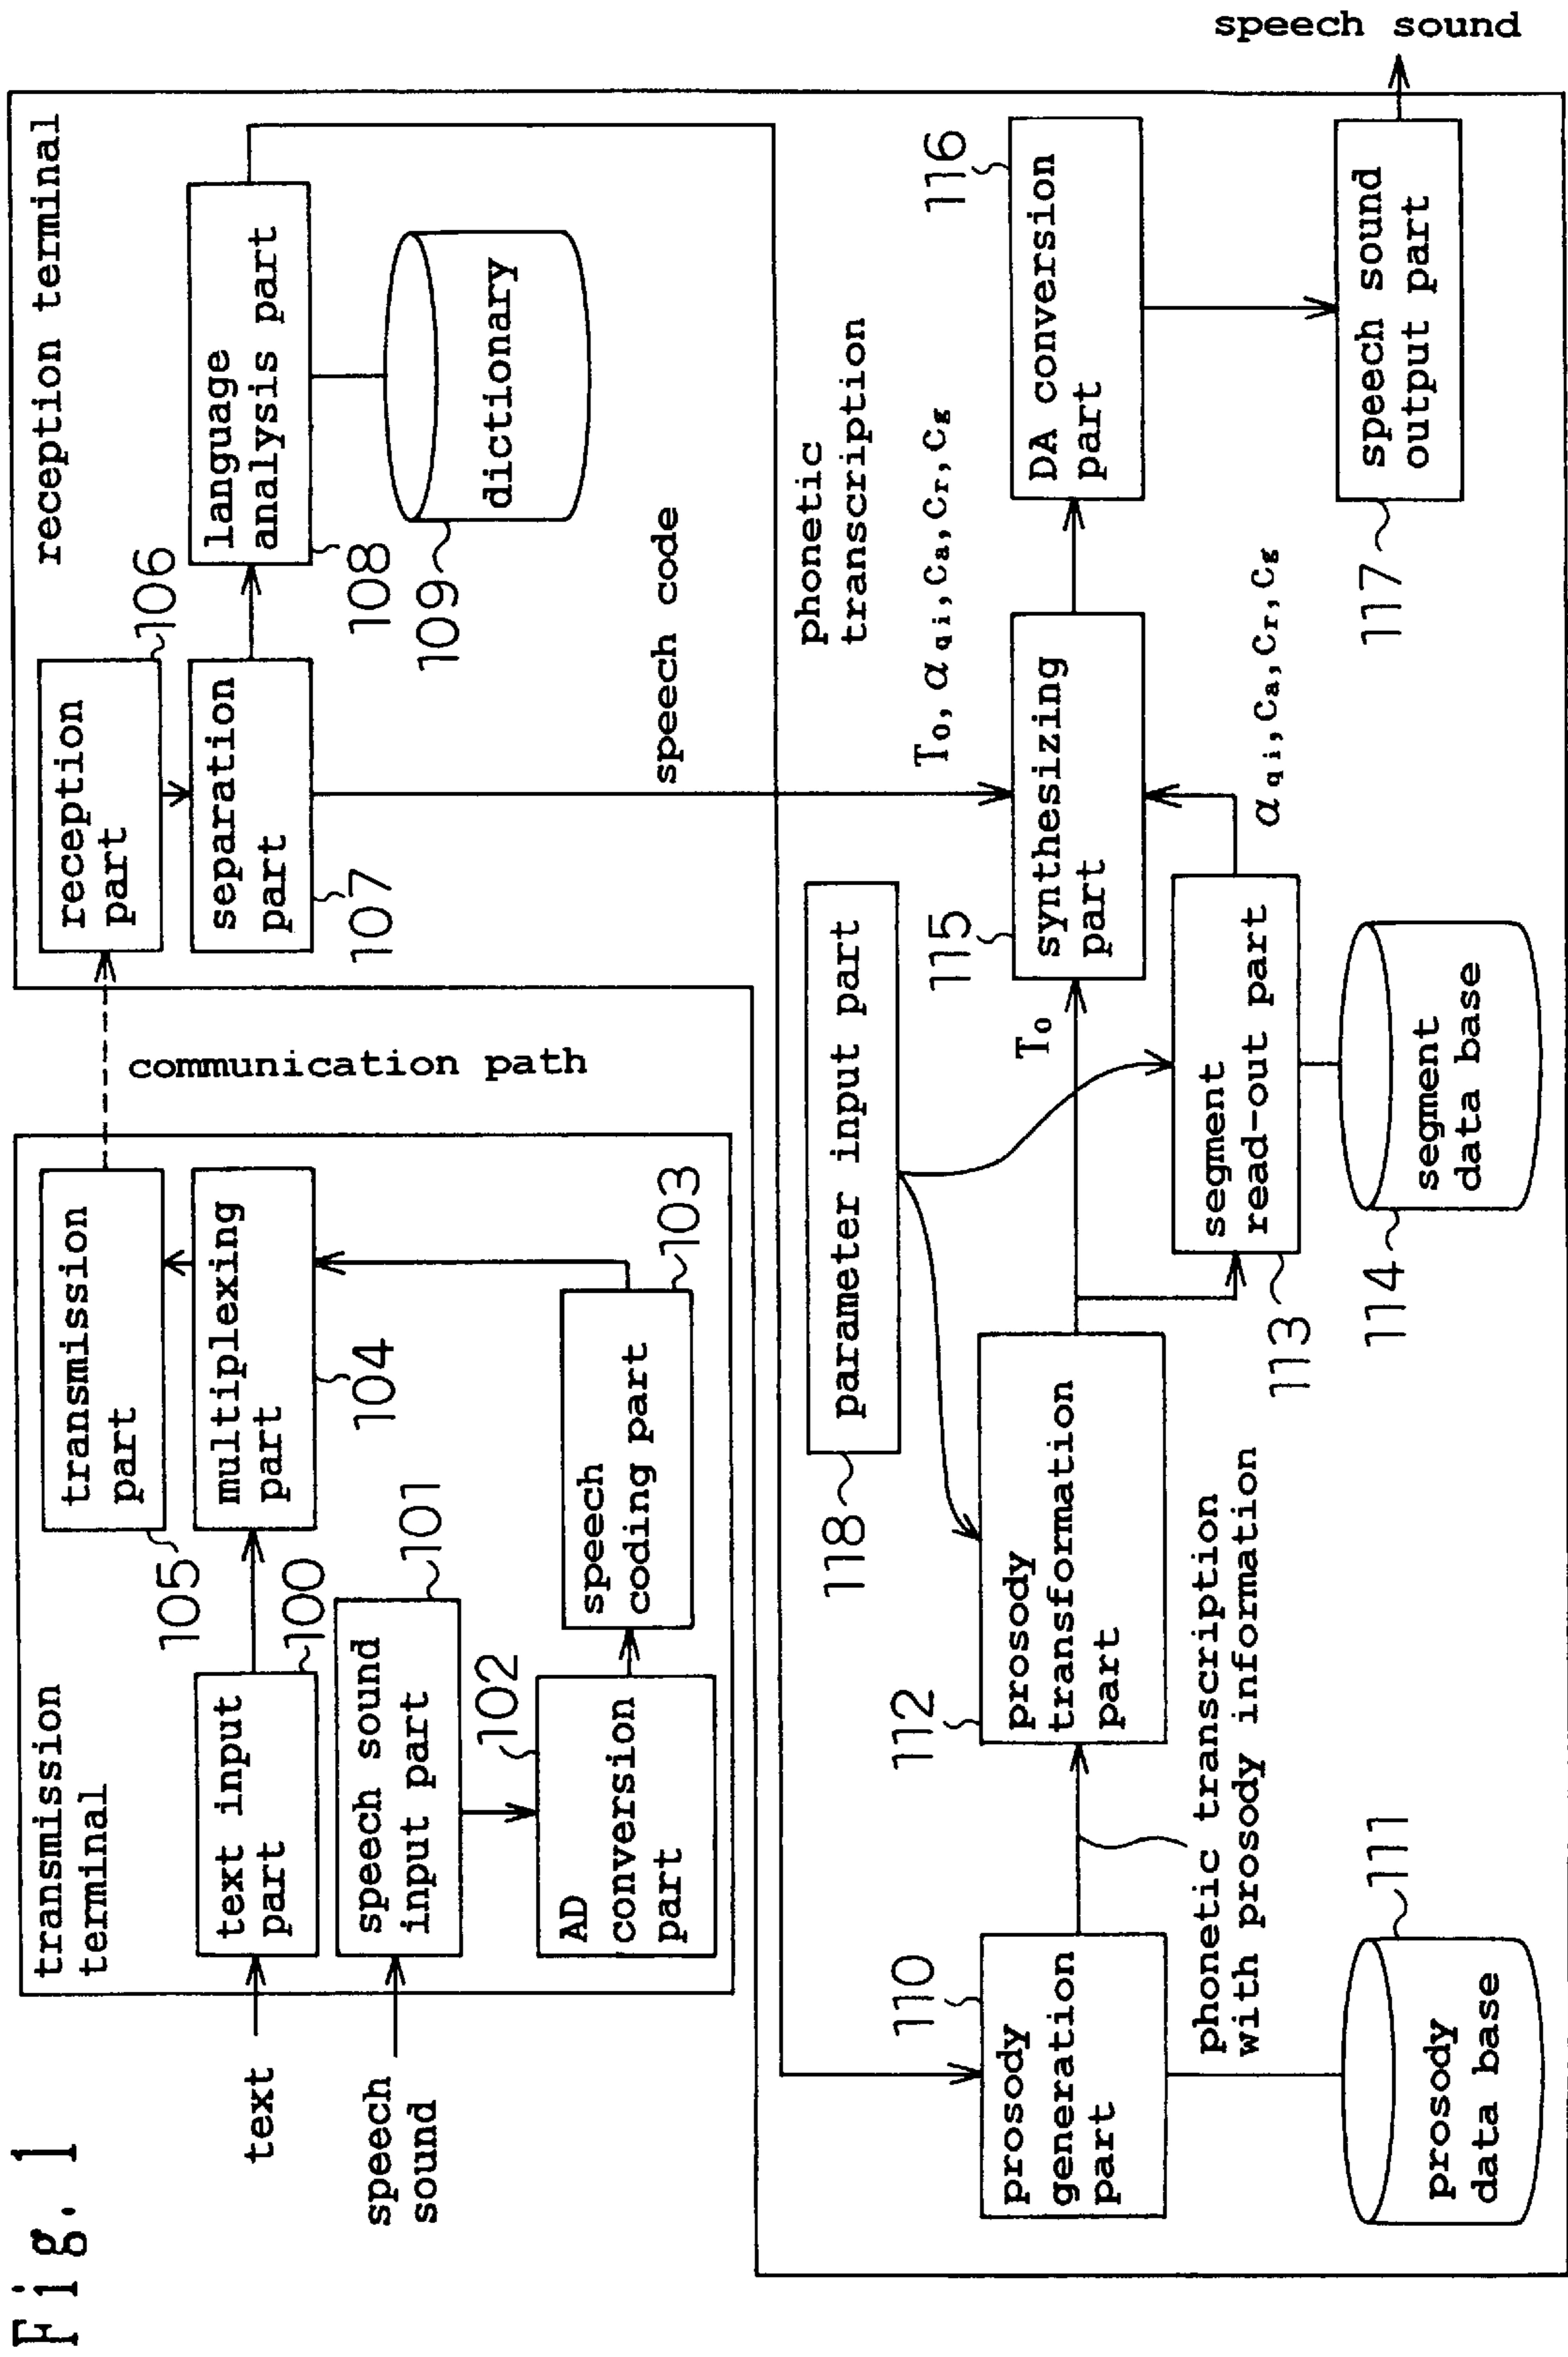 Fig. 1
transmission
terminal
text
text input
part
100
speech
sound
speech sound
input part
101
102
AD
conversion
part
speech
coding part
103
multiplexing
part
104
transmission
part
105
communication path
reception terminal
reception
part
106
separation
part
107
language
analysis part
108
dictionary
109
speech code
phonetic
transcription
110
prosody
generation
part
prosody
data base
111
phonetic transcription
with prosody information
112
prosody
transformation
part
118
parameter input part
T₀
segment
read-out part
113
segment
data base
114
115
synthesizing
part
α q i, Ca, Cr, Cg
T₀, α q i, Ca, Cr, Cg
116
DA conversion
part
speech sound
output part
117
speech sound